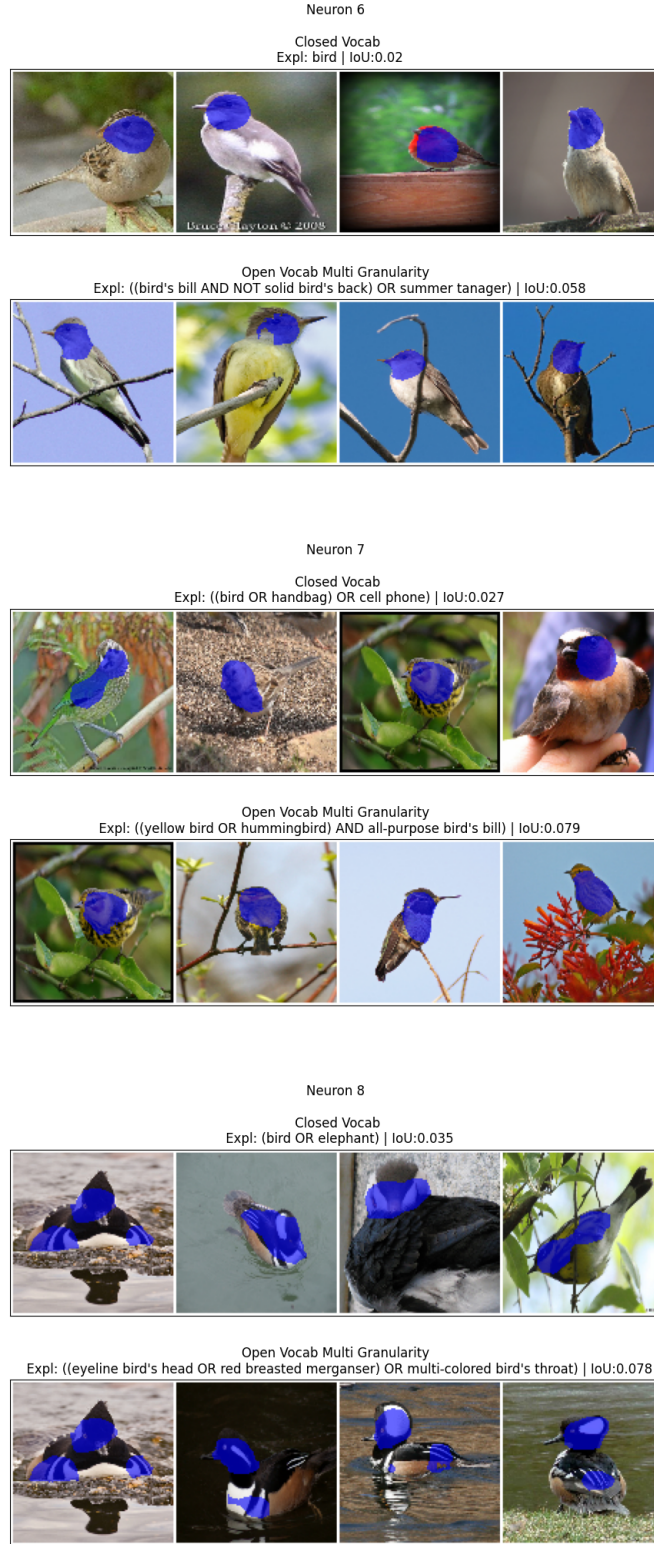 Neuron 6
Closed Vocab
Expl: bird | IoU:0.02
Bruce Clayton © 2008
Open Vocab Multi Granularity
Expl: ((bird's bill AND NOT solid bird's back) OR summer tanager) | IoU:0.058
Neuron 7
Closed Vocab
Expl: ((bird OR handbag) OR cell phone) | IoU:0.027
Open Vocab Multi Granularity
Expl: ((yellow bird OR hummingbird) AND all-purpose bird's bill) | IoU:0.079
Neuron 8
Closed Vocab
Expl: (bird OR elephant) | IoU:0.035
Open Vocab Multi Granularity
Expl: ((eyeline bird's head OR red breasted merganser) OR multi-colored bird's throat) | IoU:0.078